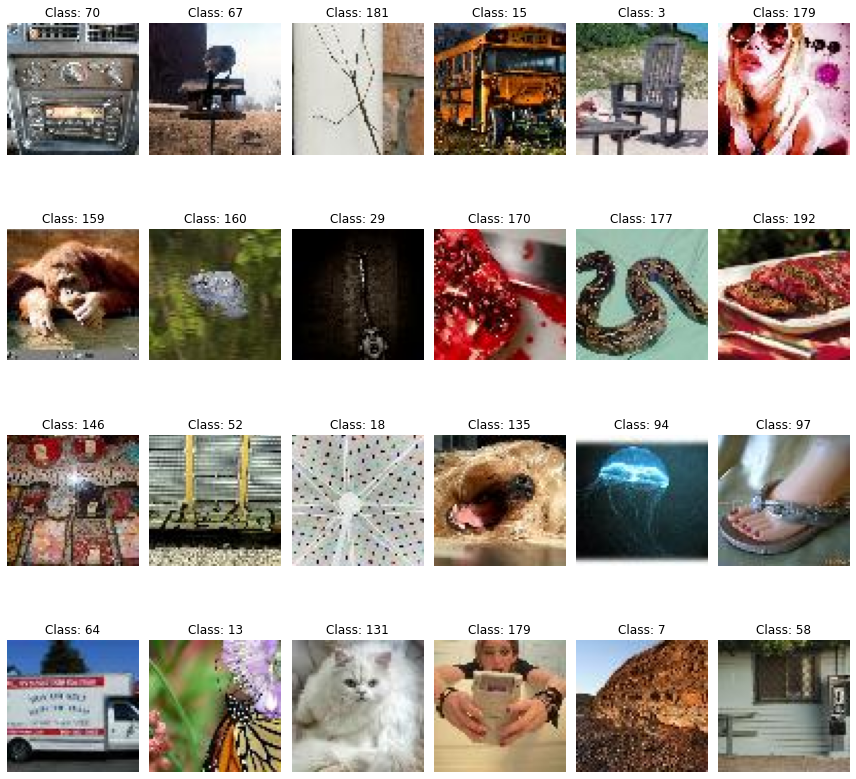 Class: 70
Class: 67
Class: 181
Class: 15
Class: 3
Class: 179
Class: 159
Class: 160
Class: 29
Class: 170
Class: 177
Class: 192
Class: 146
Class: 52
Class: 18
Class: 135
Class: 94
Class: 97
Class: 64
Class: 13
Class: 131
Class: 179
Class: 7
Class: 58